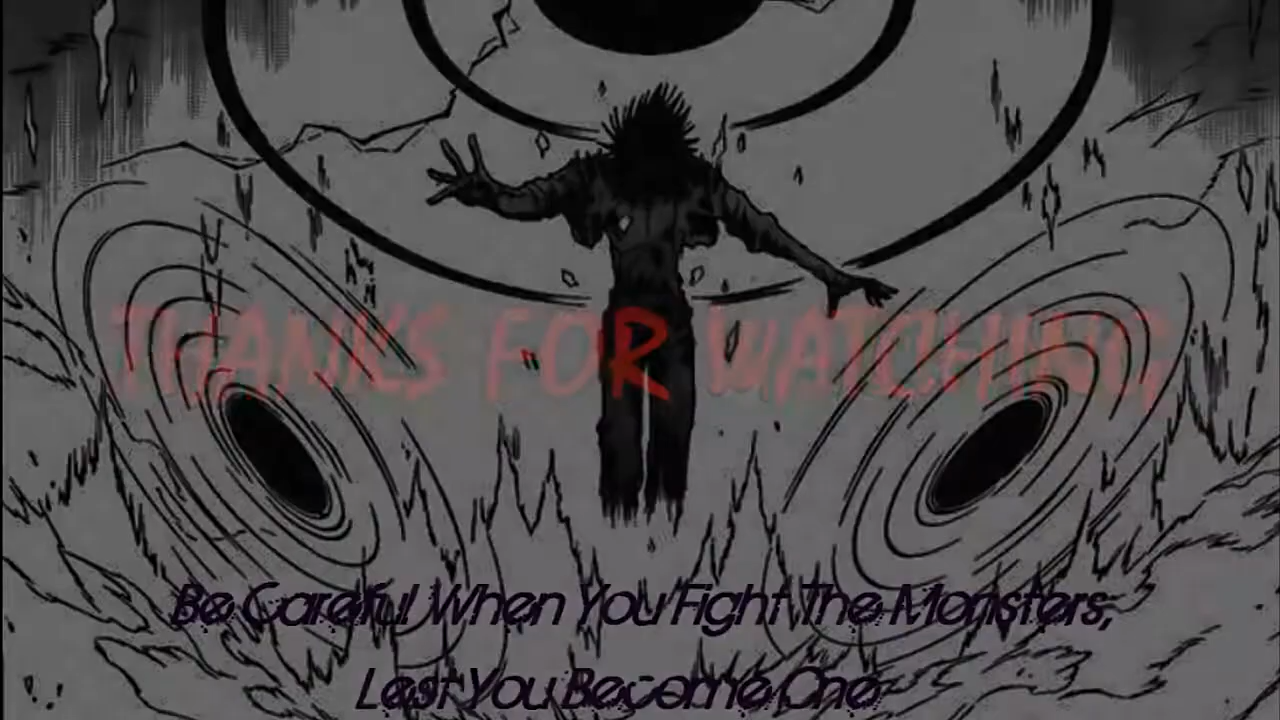 THANKS FOR WATCHING
Be Careful When You Fight The Monsters,
Lest You Become One